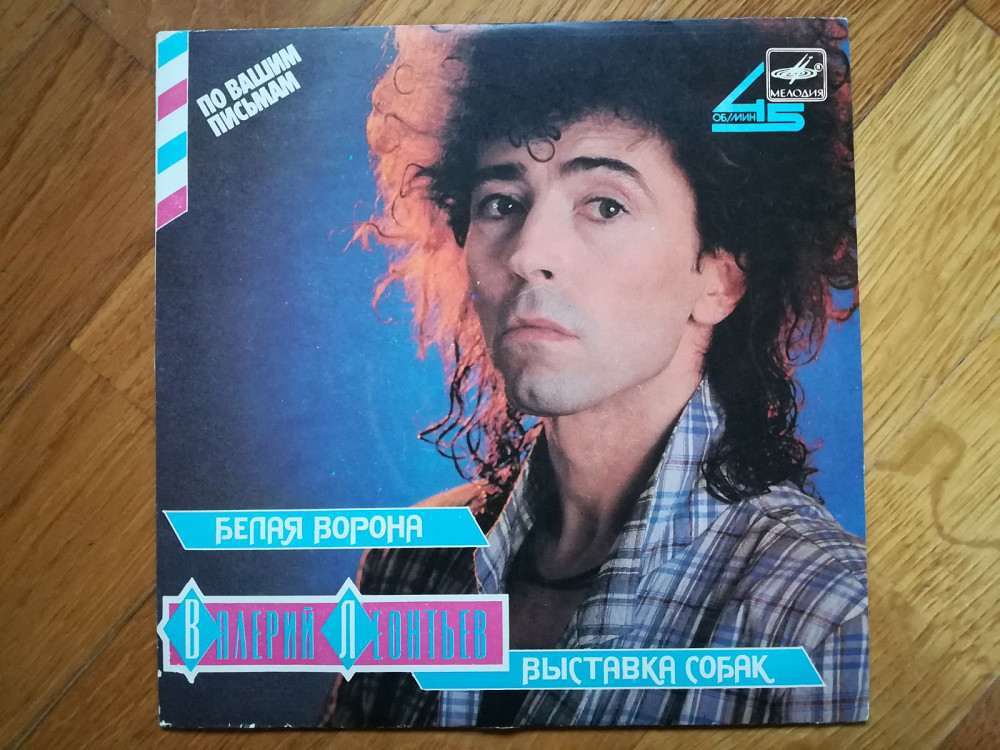 ПО ВАШИМ
ПИСЬМАМ
45
ОБ/МИН
МЕЛОДИЯ
®
БЕЛАЯ ВОРОНА
ВАЛЕРИЙ ЛЕОНТЬЕВ
ВЫСТАВКА СОБАК